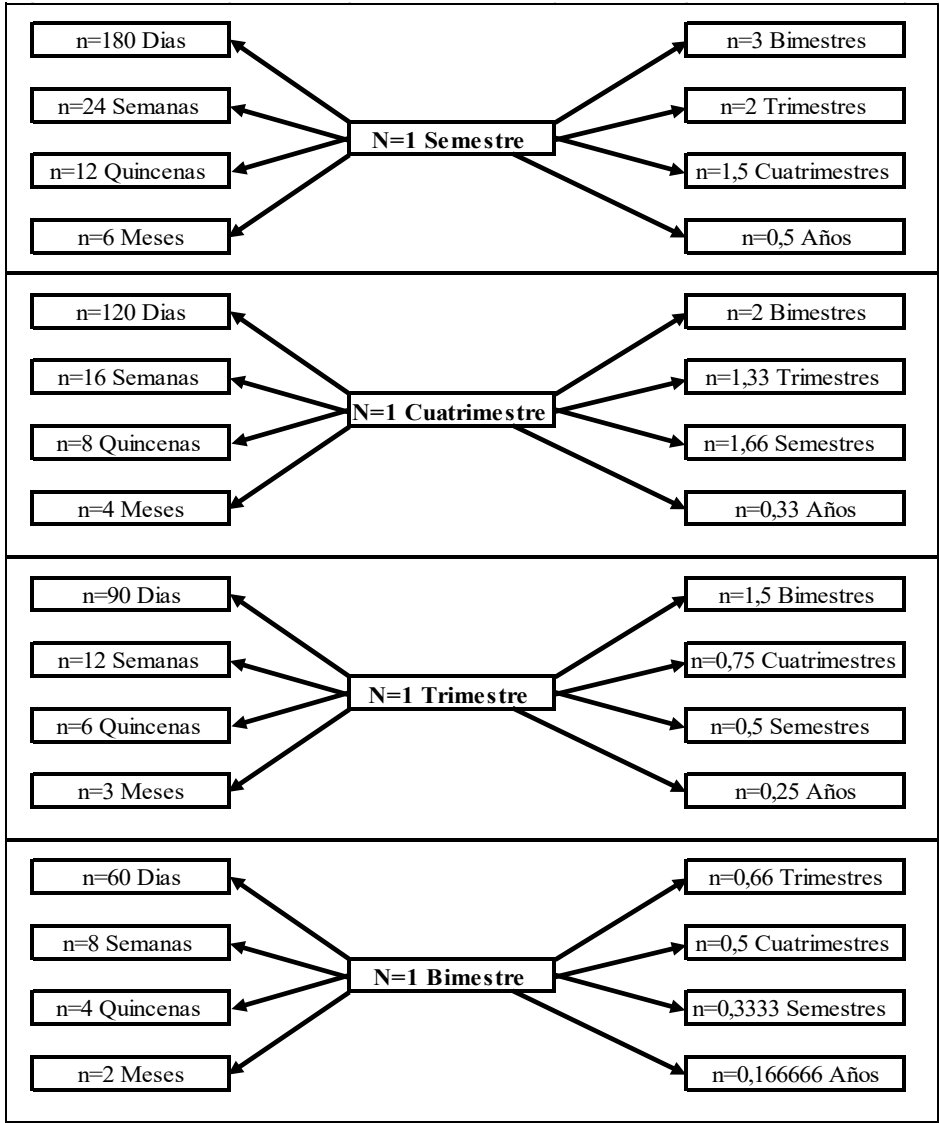 n=180 Dias
n=3 Bimestres
n=24 Semanas
n=2 Trimestres
N=1 Semestre
n=12 Quincenas
n=1,5 Cuatrimestres
n=6 Meses
n=0,5 Años
n=120 Dias
n=2 Bimestres
n=16 Semanas
n=1,33 Trimestres
N=1 Cuatrimestre
n=8 Quincenas
n=1,66 Semestres
n=4 Meses
n=0,33 Años
n=90 Dias
n=1,5 Bimestres
n=12 Semanas
n=0,75 Cuatrimestres
N=1 Trimestre
n=6 Quincenas
n=0,5 Semestres
n=3 Meses
n=0,25 Años
n=60 Dias
n=0,66 Trimestres
n=8 Semanas
n=0,5 Cuatrimestres
N=1 Bimestre
n=4 Quincenas
n=0,3333 Semestres
n=2 Meses
n=0,166666 Años